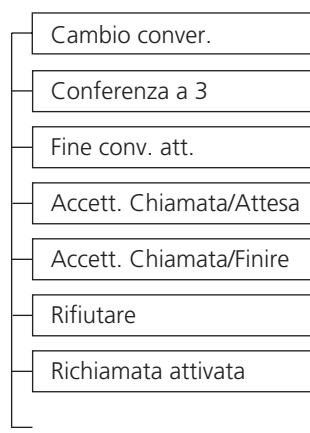 Cambio conver.
Conferenza a 3
Fine conv. att.
Accett. Chiamata/Attesa
Accett. Chiamata/Finire
Rifiutare
Richiamata attivata